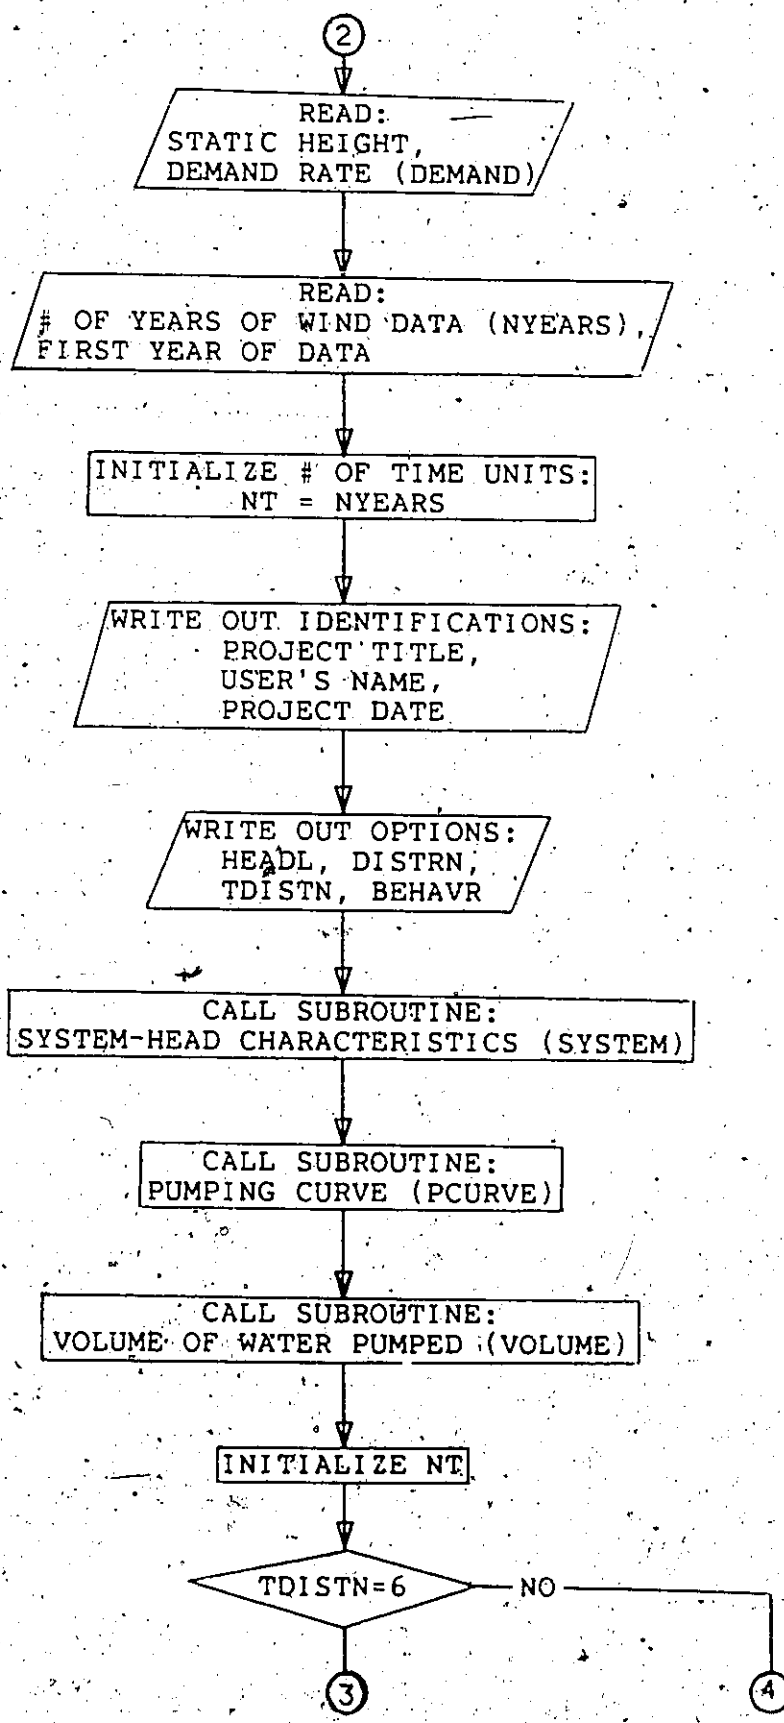 2
READ:
STATIC HEIGHT,
DEMAND RATE (DEMAND)
READ:
# OF YEARS OF WIND DATA (NYEARS),
FIRST YEAR OF DATA
INITIALIZE # OF TIME UNITS:
NT = NYEARS
WRITE OUT IDENTIFICATIONS:
PROJECT TITLE,
USER'S NAME,
PROJECT DATE
WRITE OUT OPTIONS:
HEADL, DISTRN,
TDISTN, BEHAVR
CALL SUBROUTINE:
SYSTEM-HEAD CHARACTERISTICS (SYSTEM)
CALL SUBROUTINE:
PUMPING CURVE (PCURVE)
CALL SUBROUTINE:
VOLUME OF WATER PUMPED (VOLUME)
INITIALIZE NT
TDISTN=6 NO
3 4